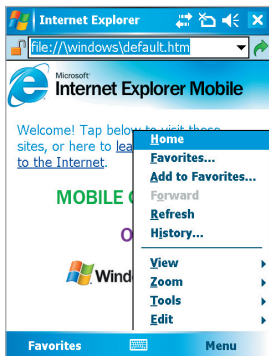 Internet Explorer
file://\windows\default.htm
Microsoft
Internet Explorer Mobile
Welcome! Tap below to visit these
sites, or here to lea
to the Internet.
MOBILE
O
Wind
Home
Favorites...
Add to Favorites...
Forward
Refresh
History...
View
Zoom
Tools
Edit
Favorites
Menu